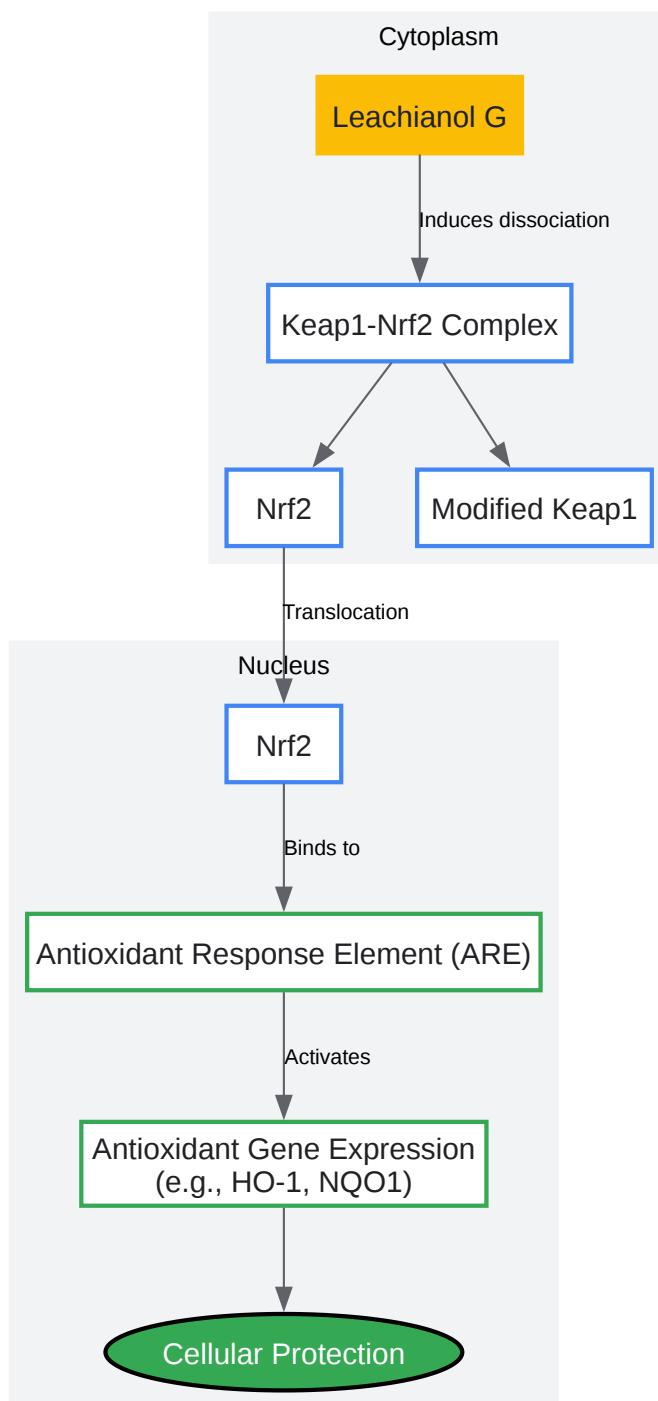 Cytoplasm
Leachianol G
Induces dissociation
Keap1-Nrf2 Complex
Nrf2
Modified Keap1
Translocation
Nucleus
Nrf2
Binds to
Antioxidant Response Element (ARE)
Activates
Antioxidant Gene Expression
(e.g., HO-1, NQO1)
Cellular Protection